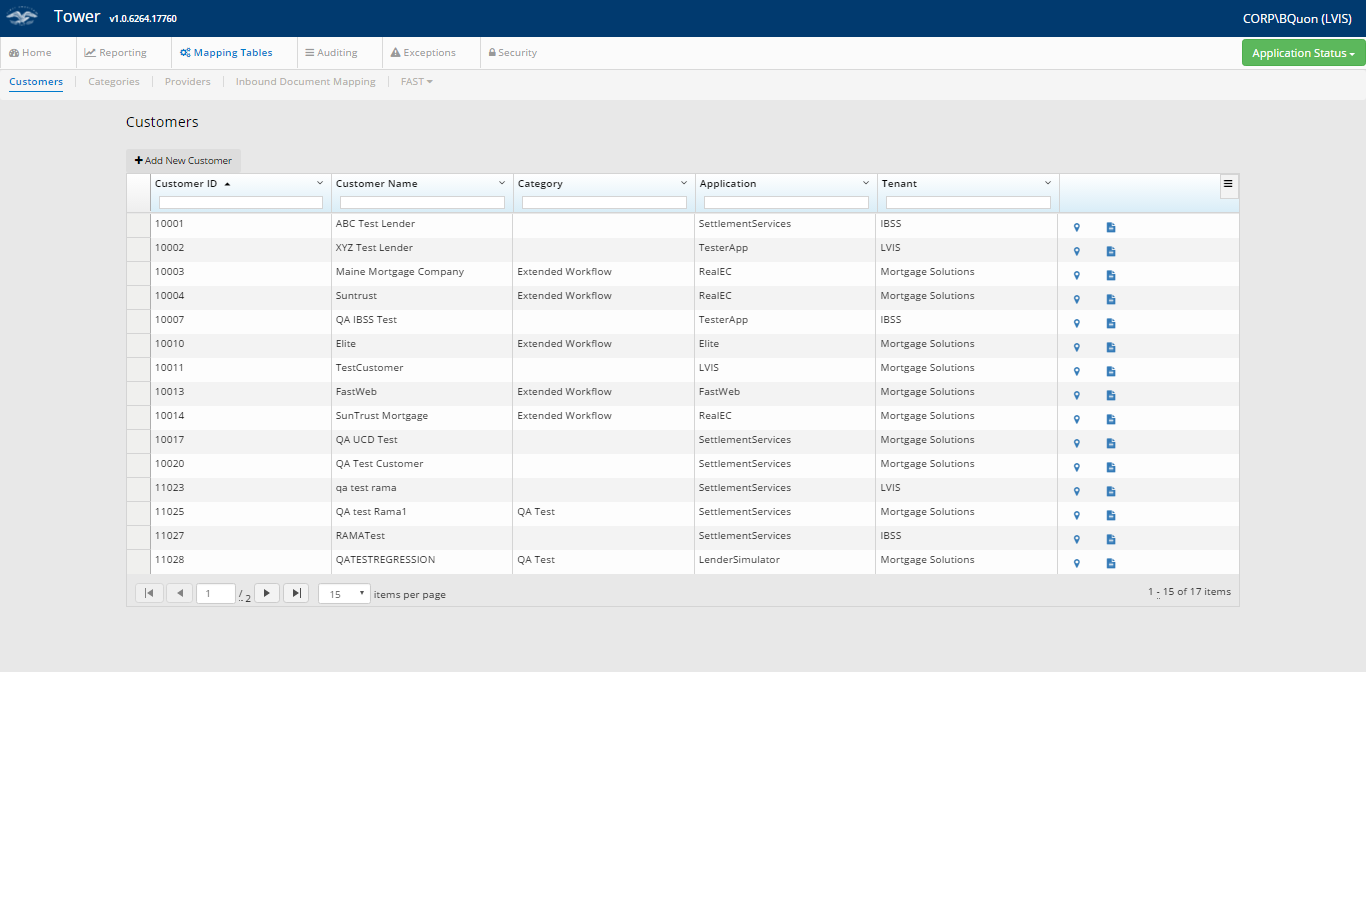 Tower v1.0.6264.17760
CORP\BQuon (LVIS)
Home Reporting Mapping Tables Auditing Exceptions Security
Application Status
Customers Categories Providers Inbound Document Mapping FAST
Customers
Add New Customer
Customer ID Customer Name Category Application Tenant
10001 ABC Test Lender SettlementServices IBSS
10002 XYZ Test Lender TesterApp LVIS
10003 Maine Mortgage Company Extended Workflow RealEC Mortgage Solutions
10004 Suntrust Extended Workflow RealEC Mortgage Solutions
10007 QA IBSS Test TesterApp IBSS
10010 Elite Extended Workflow Elite Mortgage Solutions
10011 TestCustomer LVIS Mortgage Solutions
10013 FastWeb Extended Workflow FastWeb Mortgage Solutions
10014 SunTrust Mortgage Extended Workflow RealEC Mortgage Solutions
10017 QA UCD Test SettlementServices Mortgage Solutions
10020 QA Test Customer SettlementServices Mortgage Solutions
11023 qa test rama SettlementServices LVIS
11025 QA test Rama1 QA Test SettlementServices Mortgage Solutions
11027 RAMATest SettlementServices IBSS
11028 QATESTREGRESSION QA Test LenderSimulator Mortgage Solutions
1 / 2 15 items per page
1 - 15 of 17 items